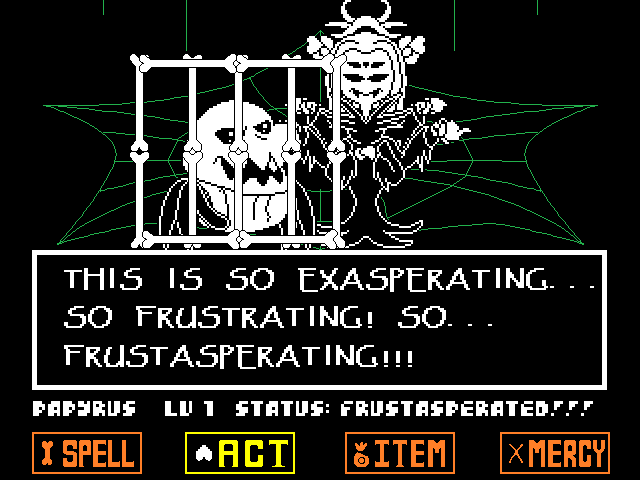 THIS IS SO EXASPERATING...
SO FRUSTRATING! SO...
FRUSTASPERATING!!!
PAPYRUS LV 1 STATUS: FRUSTASPERATED!!!
SPELL ACT ITEM MERCY